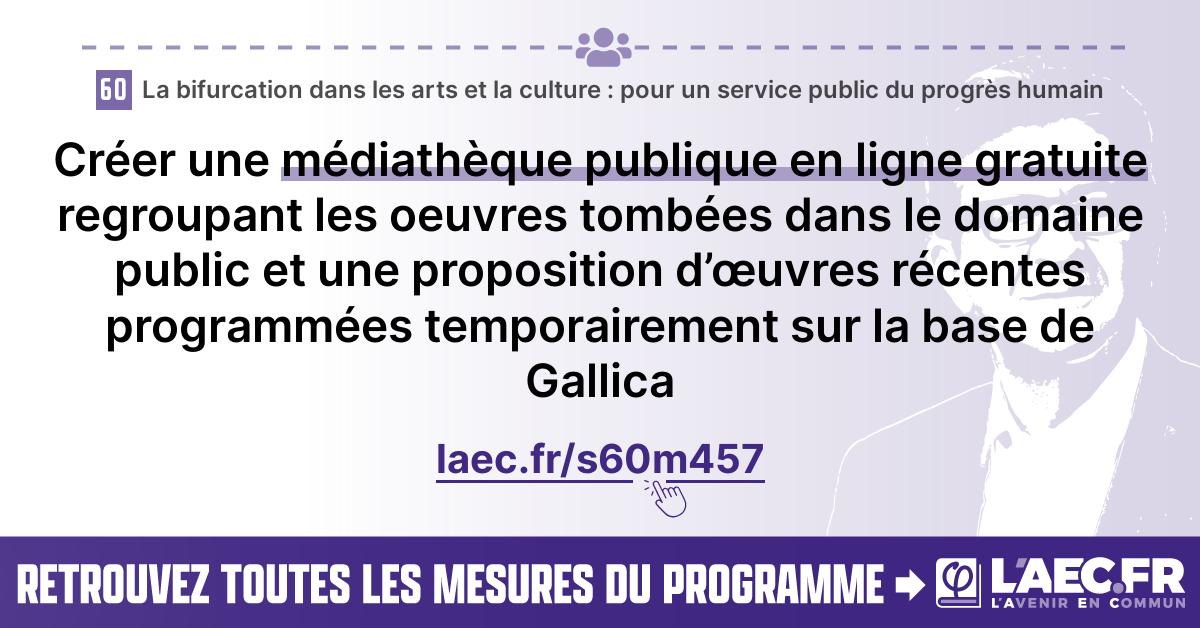 60 La bifurcation dans les arts et la culture : pour un service public du progrès humain
Créer une médiathèque publique en ligne gratuite
regroupant les oeuvres tombées dans le domaine
public et une proposition d’œuvres récentes
programmées temporairement sur la base de
Gallica
laec.fr/s60m457
RETROUVEZ TOUTES LES MESURES DU PROGRAMME
L'AEC.FR
L'AVENIR EN COMMUN